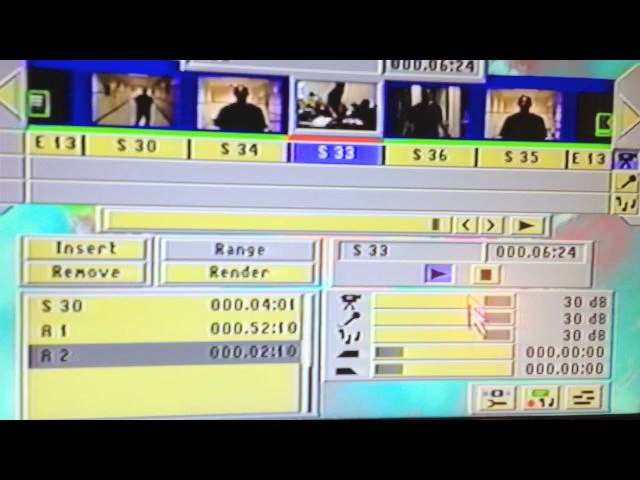 000.06:24
E 13 S 30 S 34 S 33 S 36 S 35 E 13
Insert Range
Remove Render
S 33 000.06:24
S 30 000.04:01
A 1 000.52:10
A 2 000.02:10
30 dB
30 dB
30 dB
000.00:00
000.00:00